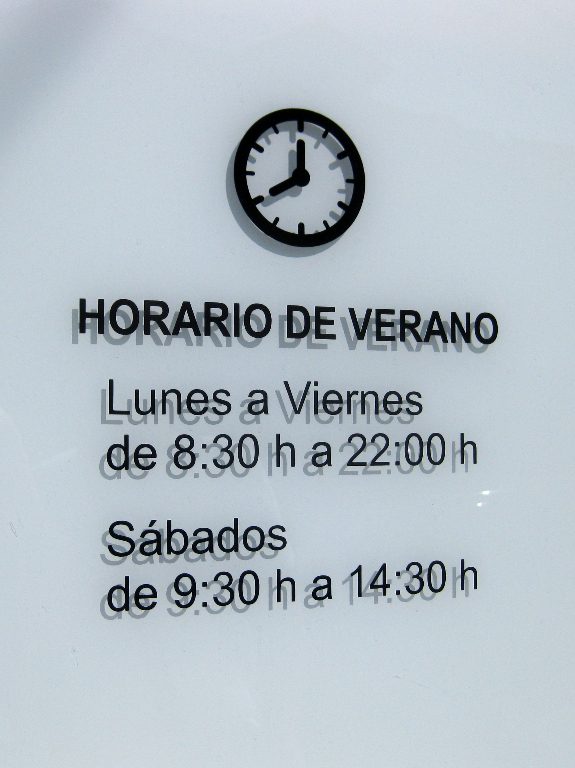 HORARIO DE VERANO
Lunes a Viernes
de 8:30 h a 22:00 h
Sábados
de 9:30 h a 14:30 h